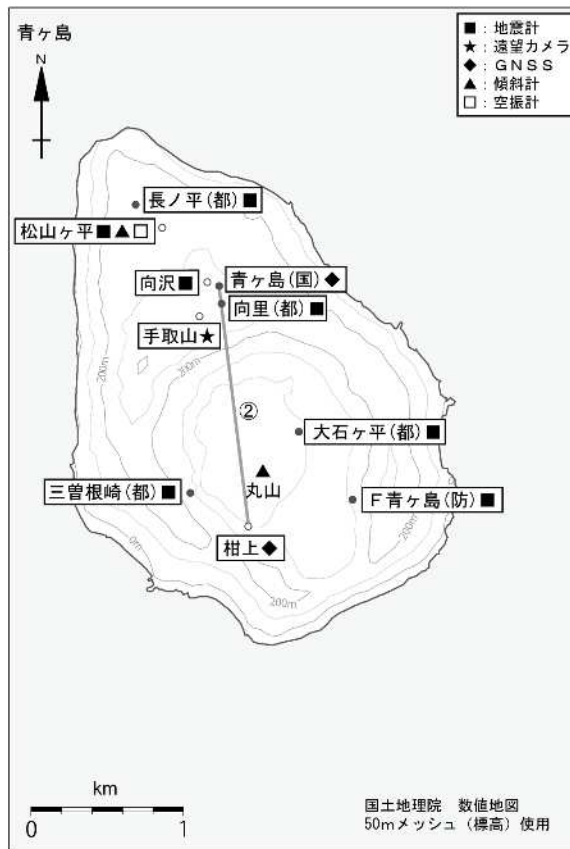 青ヶ島
N
■：地震計
★：遠望カメラ
◆：ＧＮＳＳ
▲：傾斜計
□：空振計
長ノ平(都)■
松山ヶ平■▲□
向沢■
青ヶ島(国)◆
向里(都)■
手取山★
200m
200m
②
大石ヶ平(都)■
丸山
三曽根崎(都)■
Ｆ青ヶ島(防)■
柑上◆
0m
200m
200m
km
0 1
国土地理院 数値地図
50mメッシュ（標高）使用